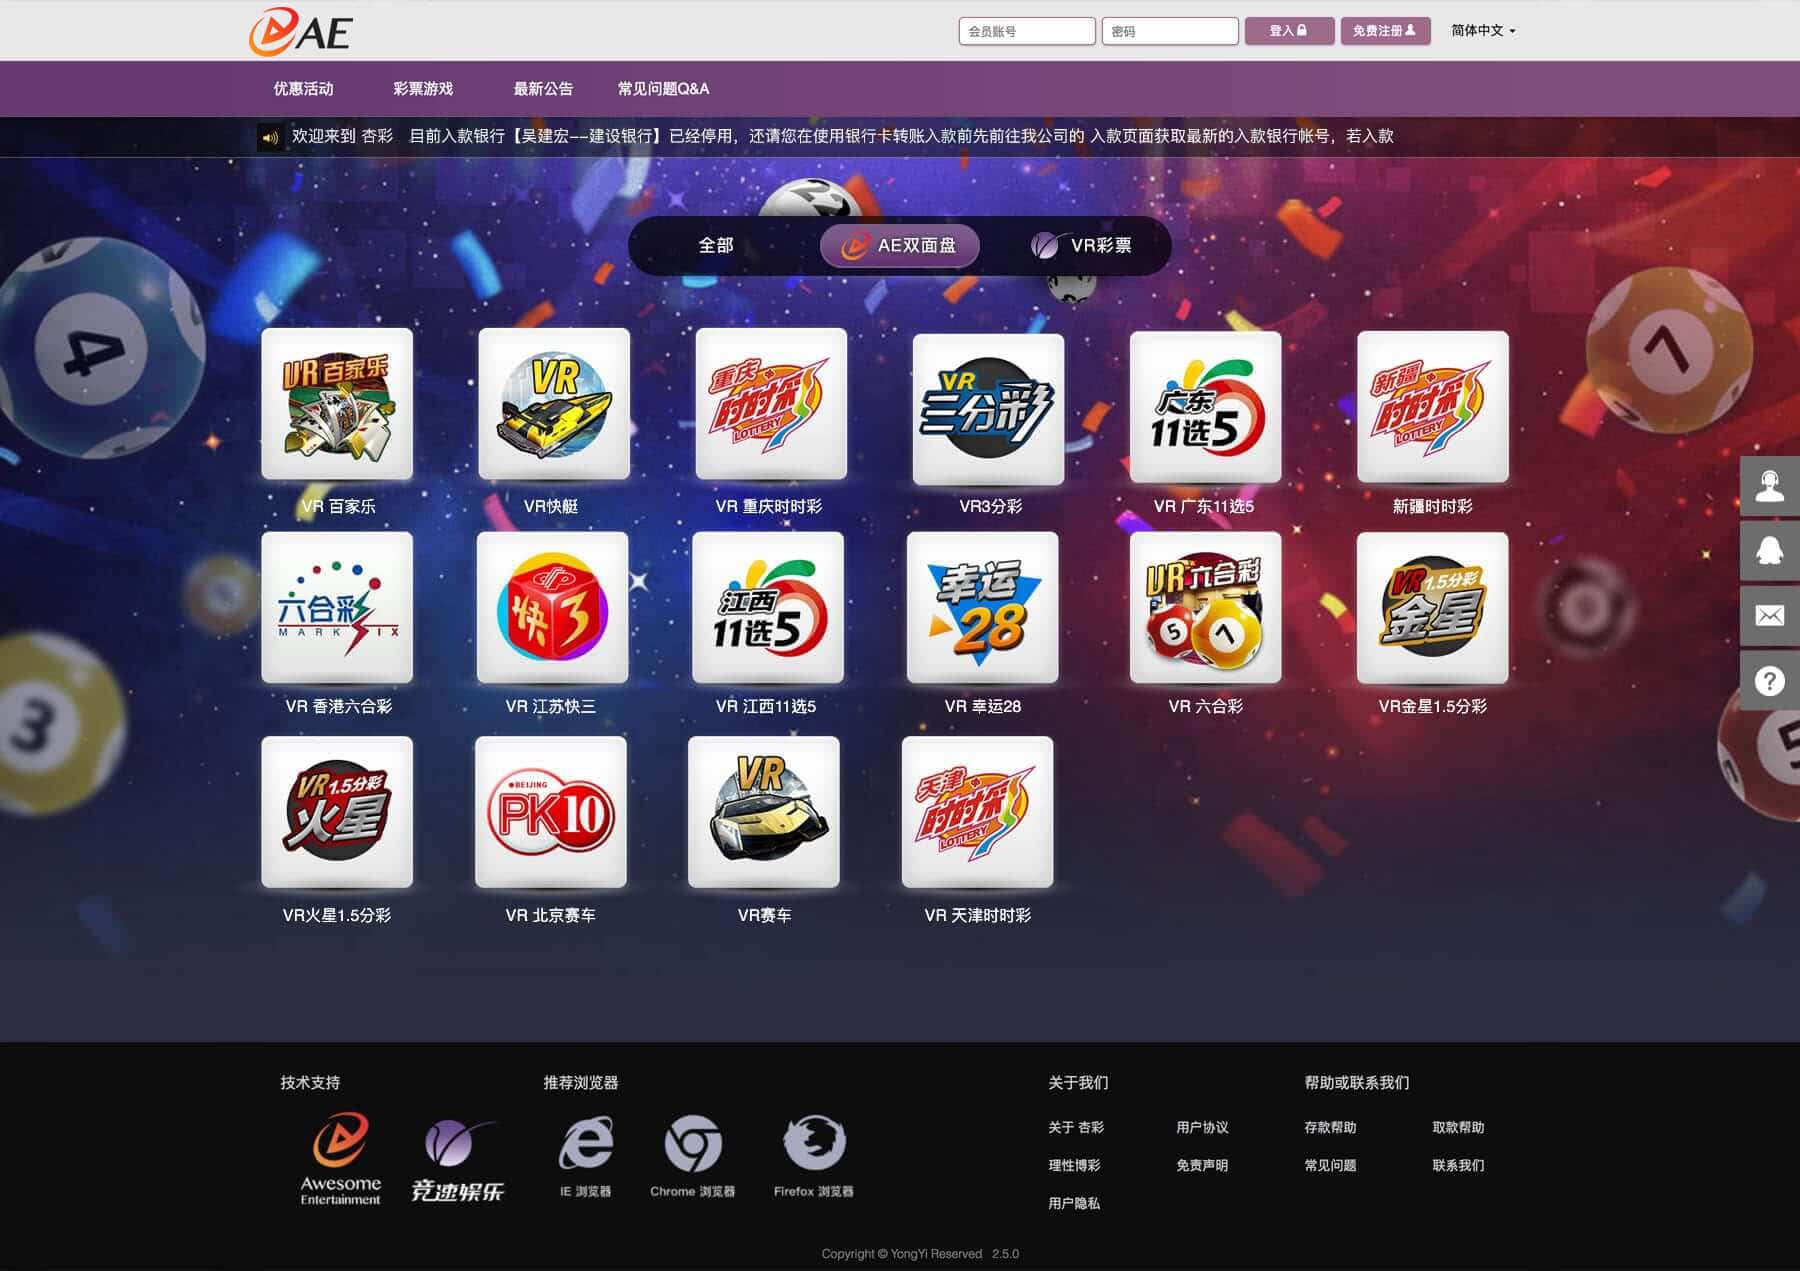 AE
会员账号 密码 登入 免费注册 简体中文
优惠活动 彩票游戏 最新公告 常见问题Q&A
欢迎来到 杏彩 目前入款银行【吴建宏--建设银行】已经停用，还请您在使用银行卡转账入款前先前往我公司的 入款页面获取最新的入款银行帐号，若入款
全部 AE双面盘 VR彩票
4
7
VR 百家乐
VR
重庆
时时彩
LOTTERY
VR
三分彩
广东
11选5
新疆
时时彩
LOTTERY
VR 百家乐 VR快艇 VR 重庆时时彩 VR3分彩 VR 广东11选5 新疆时时彩
六合彩
MARK SIX
快3
江西
11选5
幸运
28
VR六合彩
5 7
VR1.5分彩
金星
3
VR 香港六合彩 VR 江苏快三 VR 江西11选5 VR 幸运28 VR 六合彩 VR金星1.5分彩
5
VR1.5分彩
火星
BEIJING
PK10
VR
天津
时时彩
LOTTERY
VR火星1.5分彩 VR 北京赛车 VR赛车 VR 天津时时彩
技术支持 推荐浏览器 关于我们 帮助或联系我们
关于 杏彩 用户协议 存款帮助 取款帮助
理性博彩 免责声明 常见问题 联系我们
Awesome
Entertainment
竞速娱乐
IE 浏览器 Chrome 浏览器 Firefox 浏览器
用户隐私
Copyright © YongYi Reserved 2.5.0